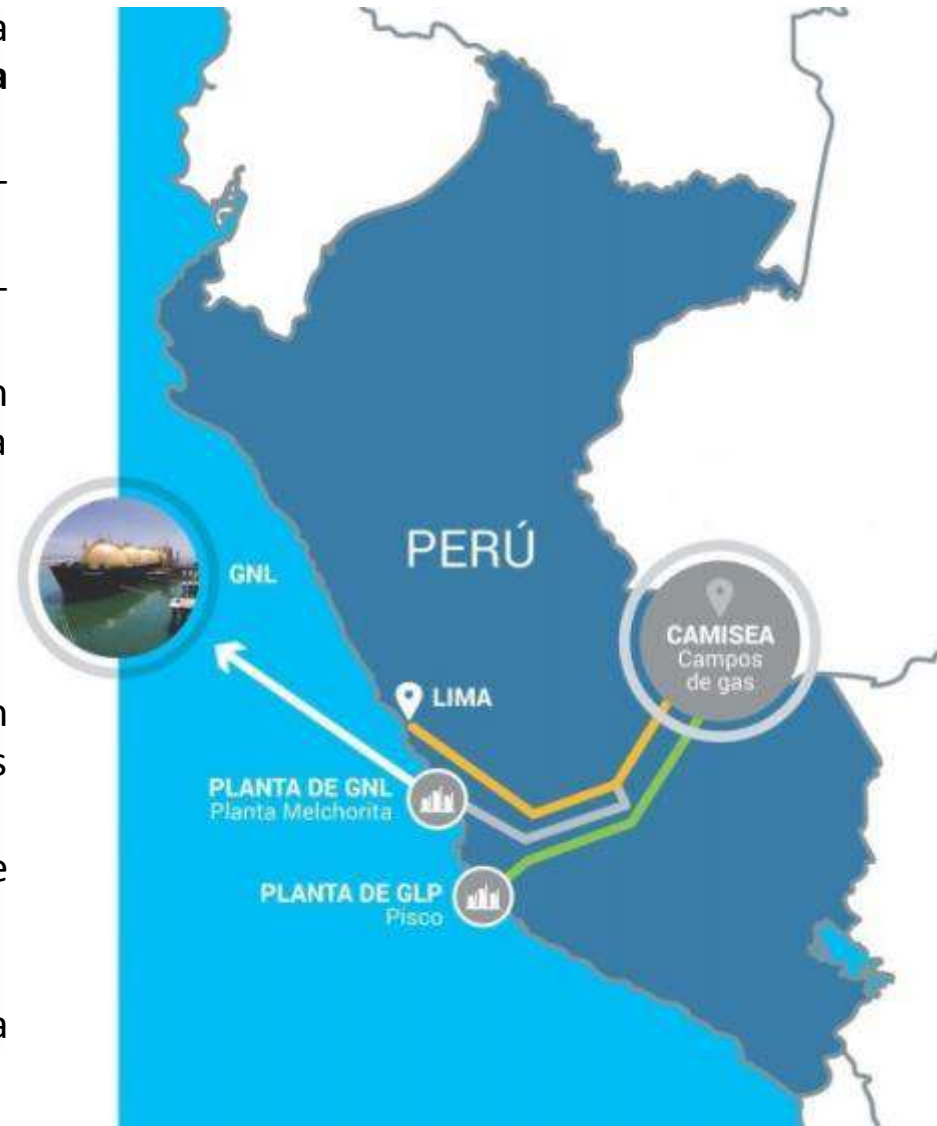 a
a
–
–
n
a
PERÚ
GNL
CAMISEA
Campos
de gas
LIMA
n
s
PLANTA DE GNL
Planta Melchorita
e
PLANTA DE GLP
Pisco
a